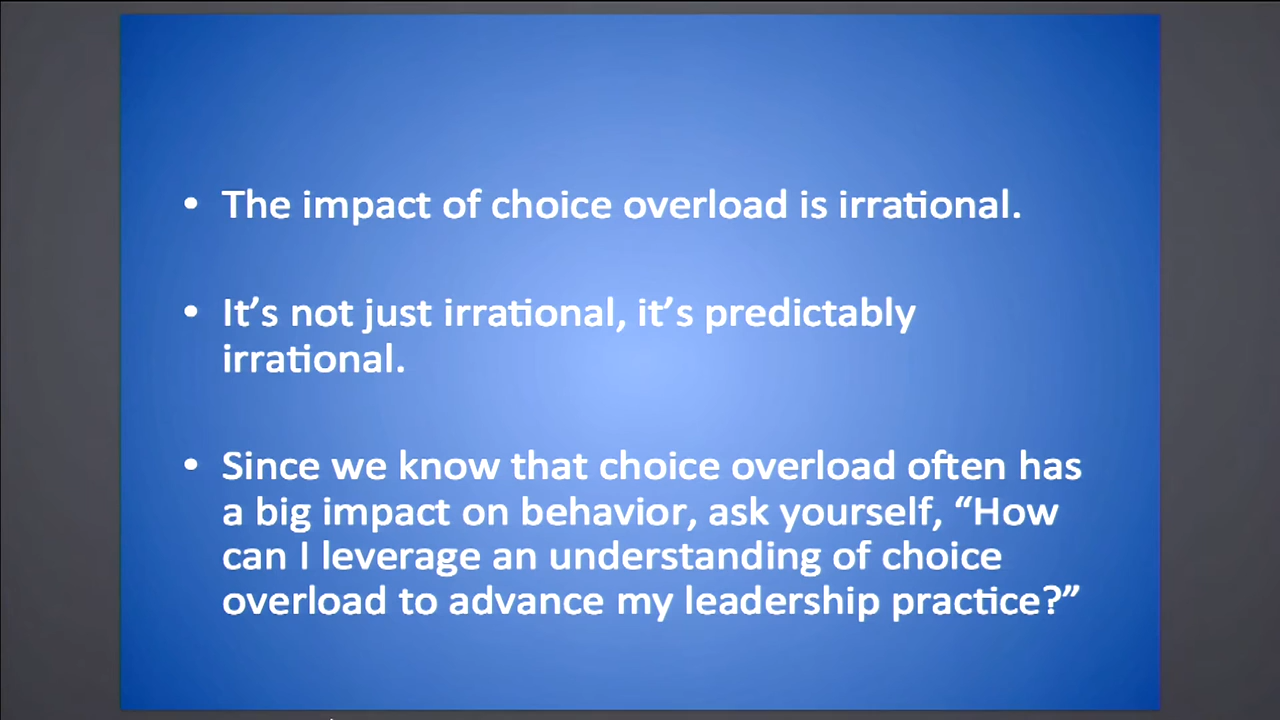 • The impact of choice overload is irrational.
• It’s not just irrational, it’s predictably
irrational.
• Since we know that choice overload often has
a big impact on behavior, ask yourself, “How
can I leverage an understanding of choice
overload to advance my leadership practice?”